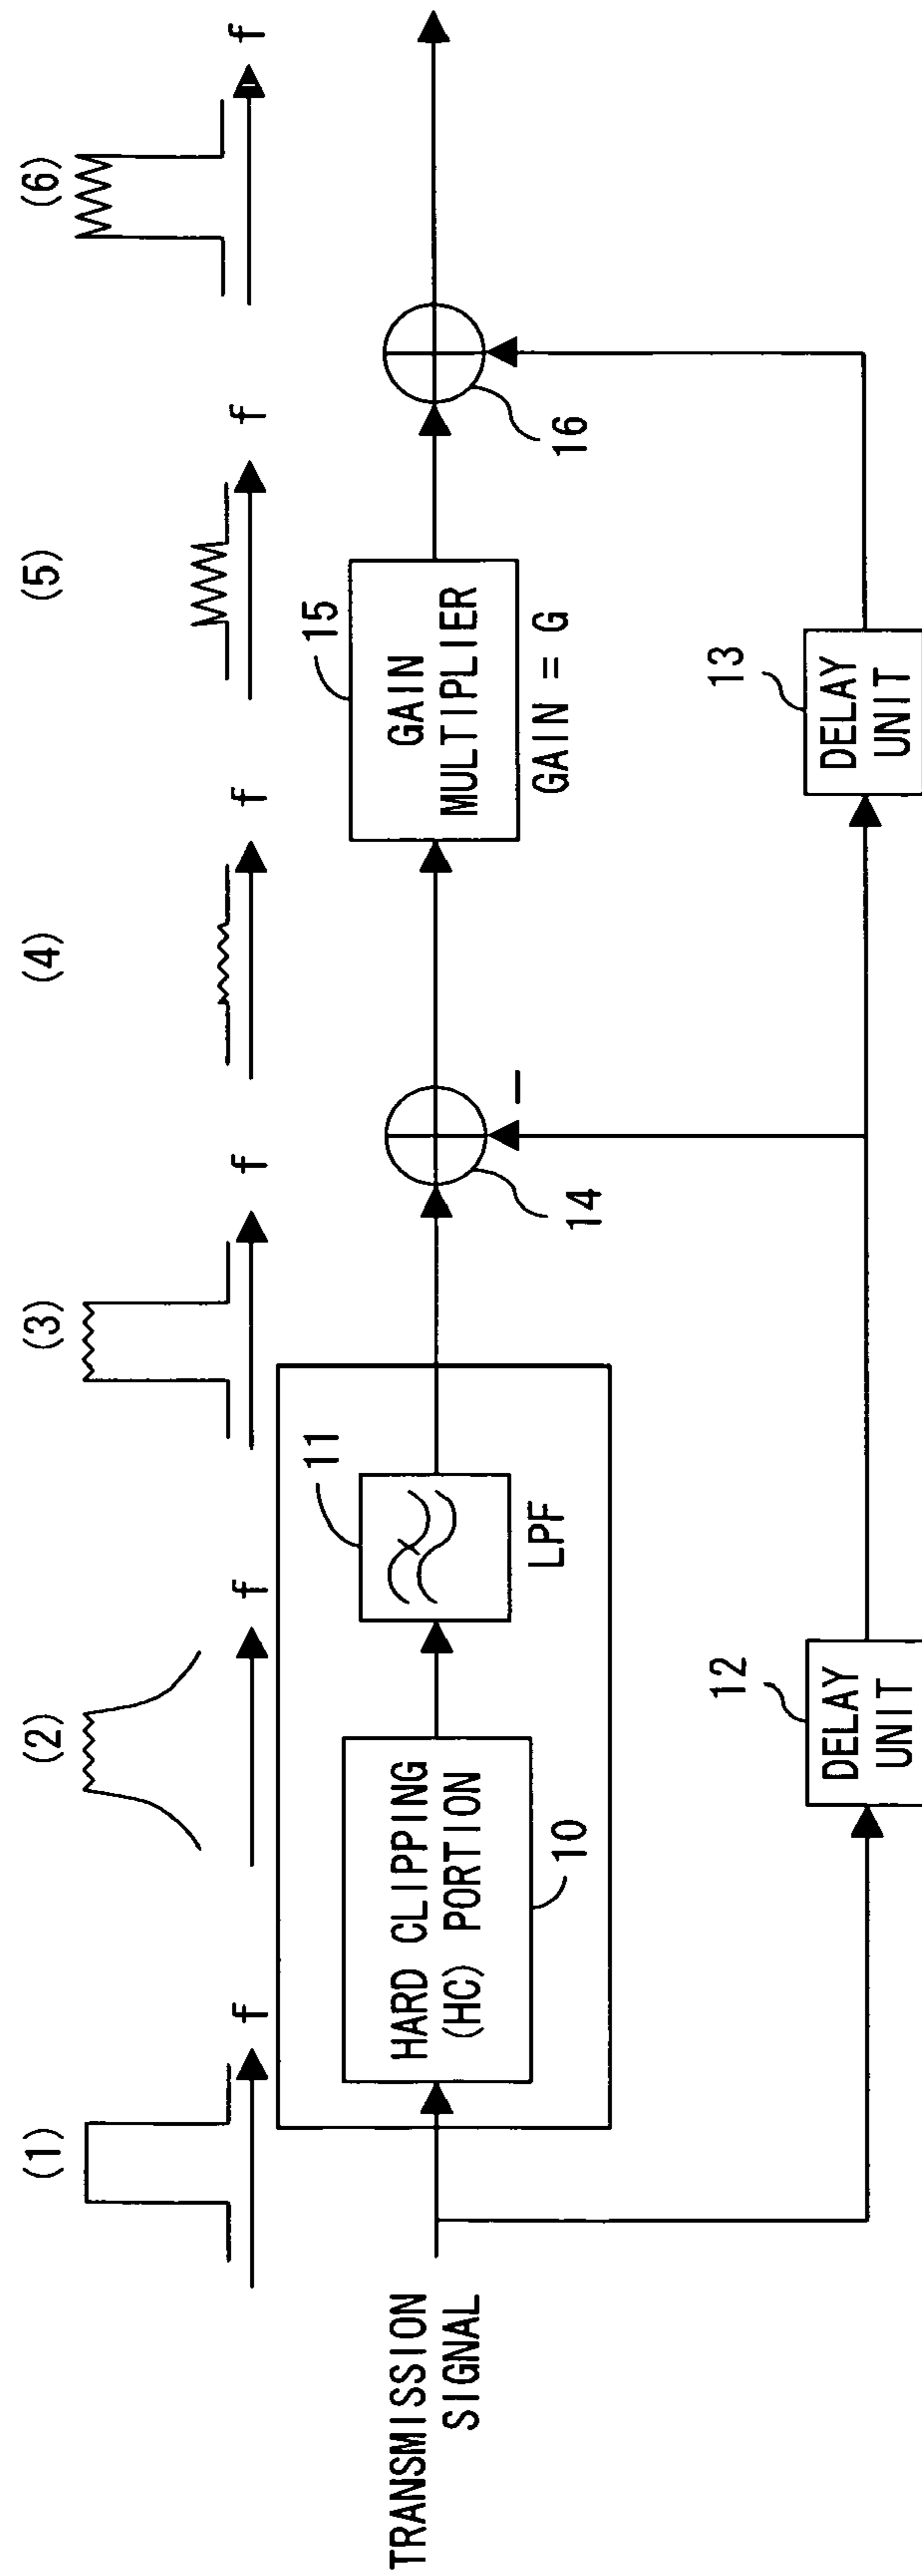 (1)
(2)
(3)
(4)
(5)
(6)
f
f
f
f
f
f
TRANSMISSION
SIGNAL
HARD CLIPPING
(HC) PORTION
10
11
LPF
14
−
GAIN
MULTIPLIER
15
GAIN = G
16
12
DELAY
UNIT
13
DELAY
UNIT